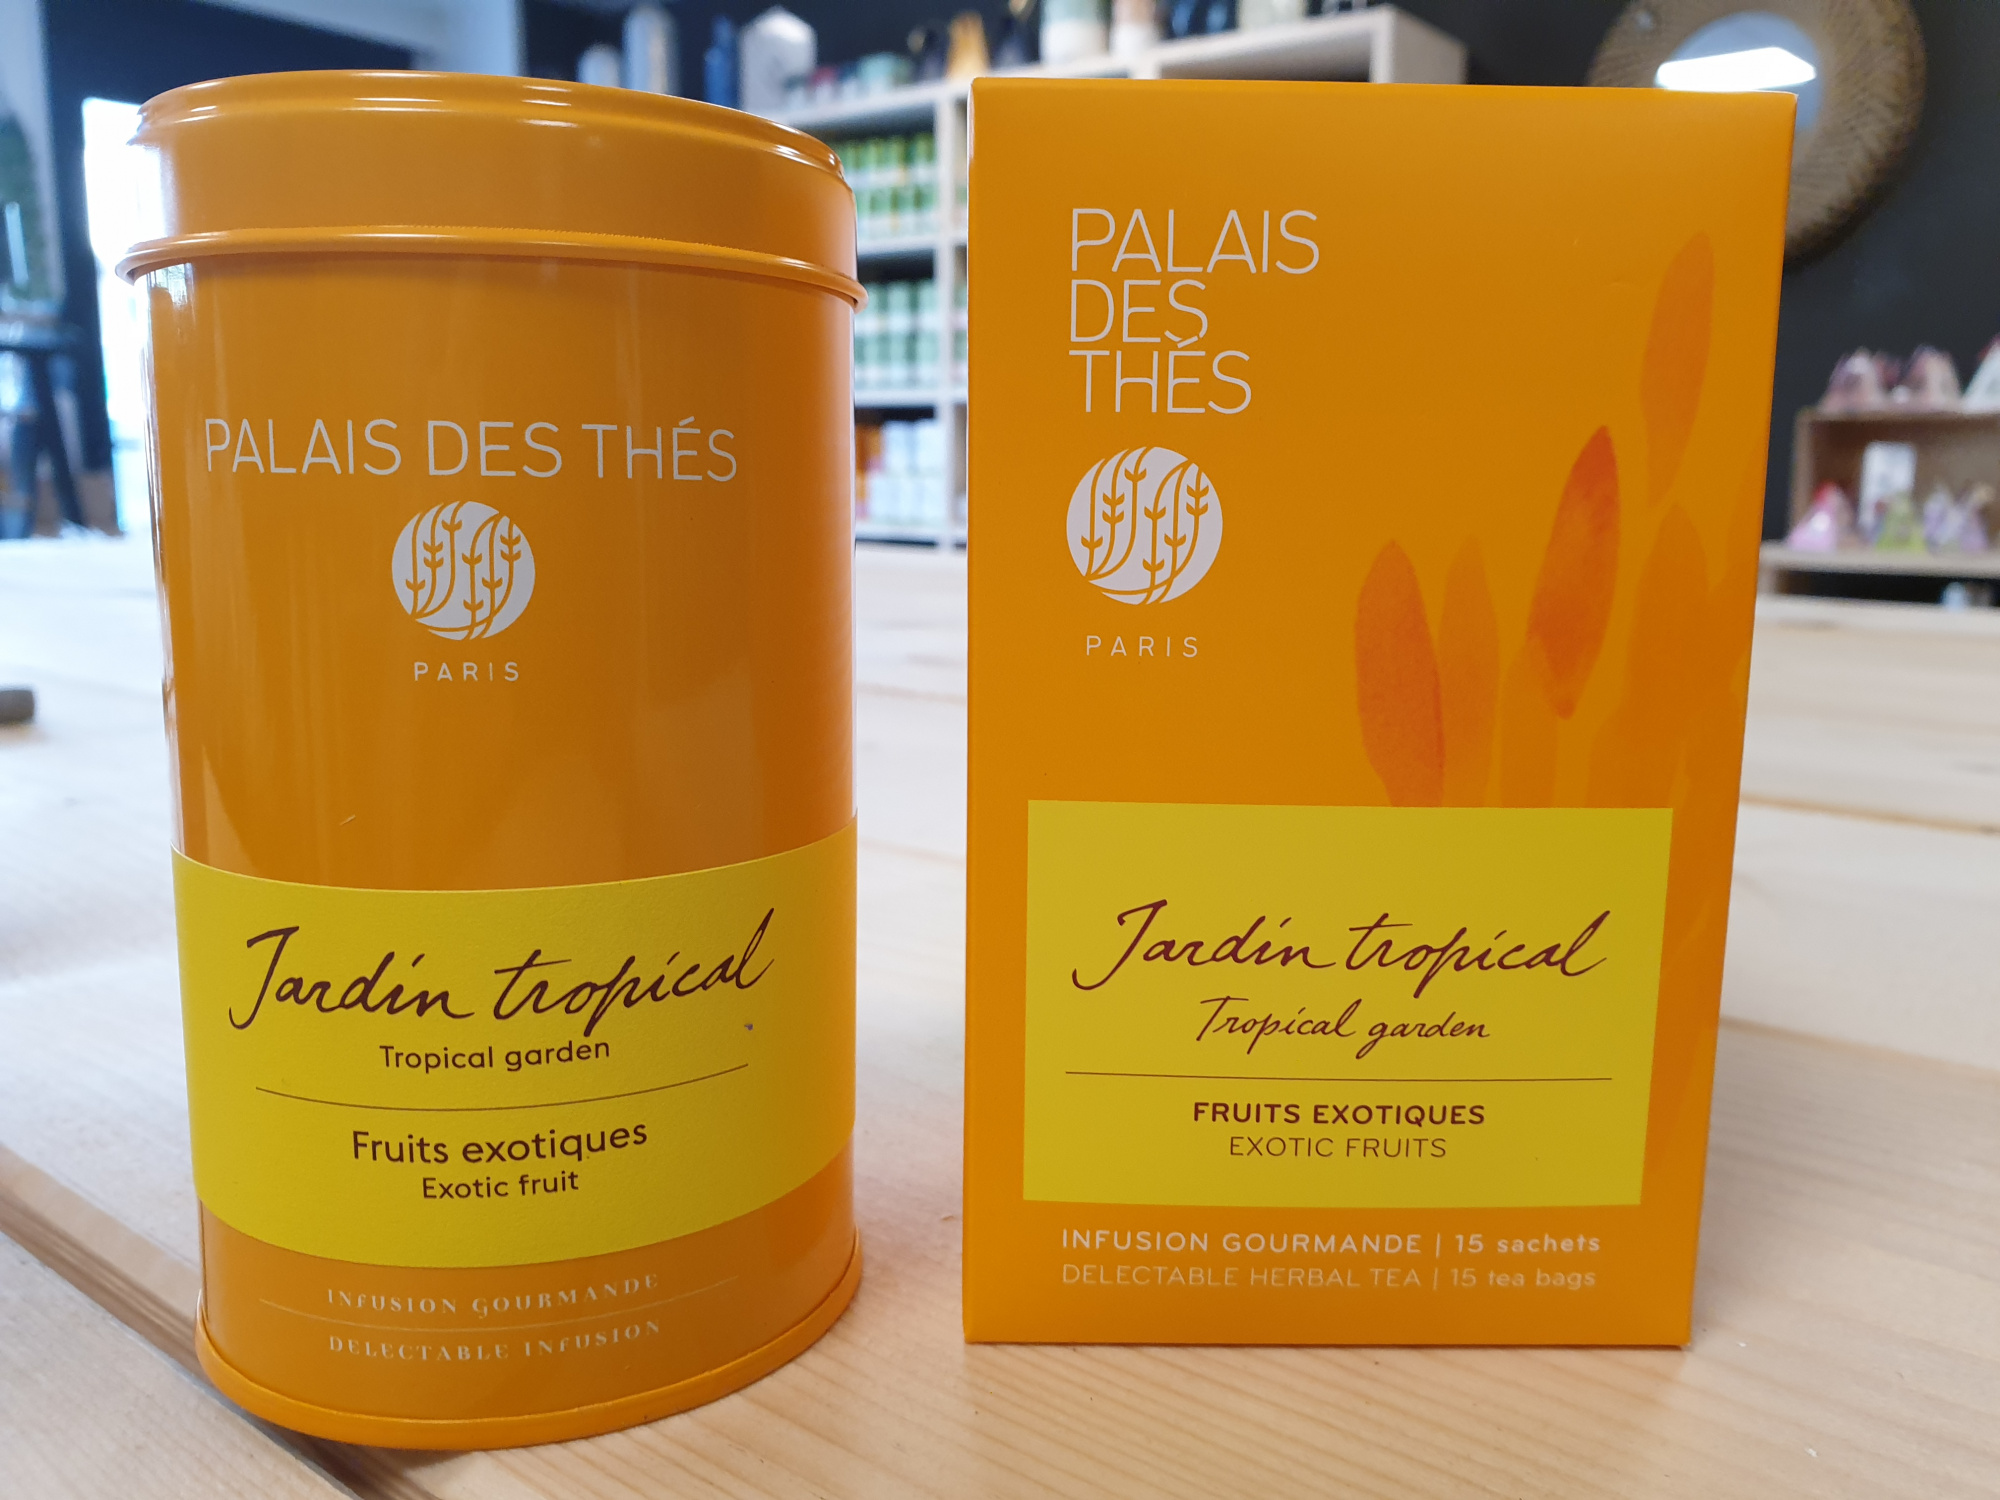 PALAIS DES THÉS
PARIS
Jardin tropical
Tropical garden
Fruits exotiques
Exotic fruit
INFUSION GOURMANDE
DELECTABLE INFUSION
PALAIS
DES
THÉS
PARIS
Jardin tropical
Tropical garden
FRUITS EXOTIQUES
EXOTIC FRUITS
INFUSION GOURMANDE | 15 sachets
DELECTABLE HERBAL TEA | 15 tea bags